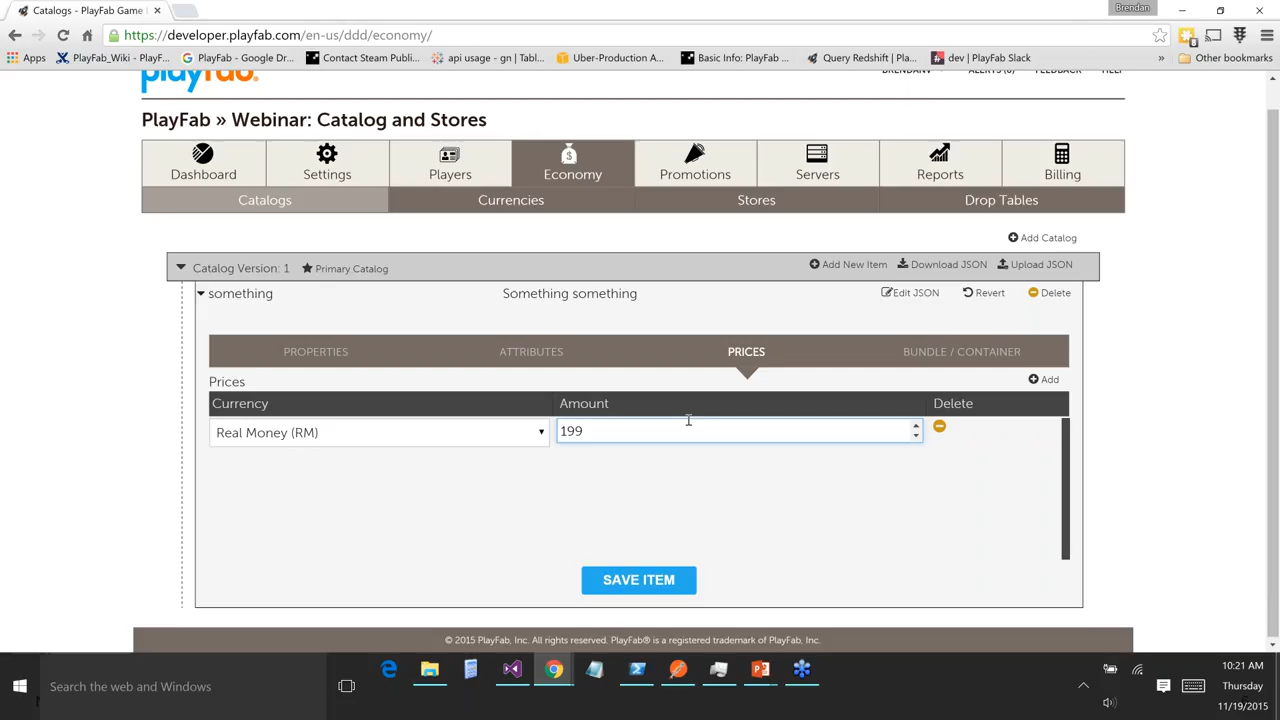 Catalogs - PlayFab Game
Brendan
https://developer.playfab.com/en-us/ddd/economy/
Apps PlayFab_Wiki - PlayF... PlayFab - Google Dr... Contact Steam Publi... api usage - gn | Tabl... Uber-Production A... Basic Info: PlayFab ... Query Redshift | Pla... dev | PlayFab Slack » Other bookmarks
playfab.
ALERTS (0) FEEDBACK HELP
PlayFab » Webinar: Catalog and Stores
Dashboard Settings Players Economy Promotions Servers Reports Billing
Catalogs Currencies Stores Drop Tables
Add Catalog
Catalog Version: 1 Primary Catalog Add New Item Download JSON Upload JSON
something Something something Edit JSON Revert Delete
PROPERTIES ATTRIBUTES PRICES BUNDLE / CONTAINER
Prices Add
Currency Amount Delete
Real Money (RM) 199
SAVE ITEM
© 2015 PlayFab, Inc. All rights reserved. PlayFab® is a registered trademark of PlayFab, Inc.
Search the web and Windows
10:21 AM
Thursday
11/19/2015